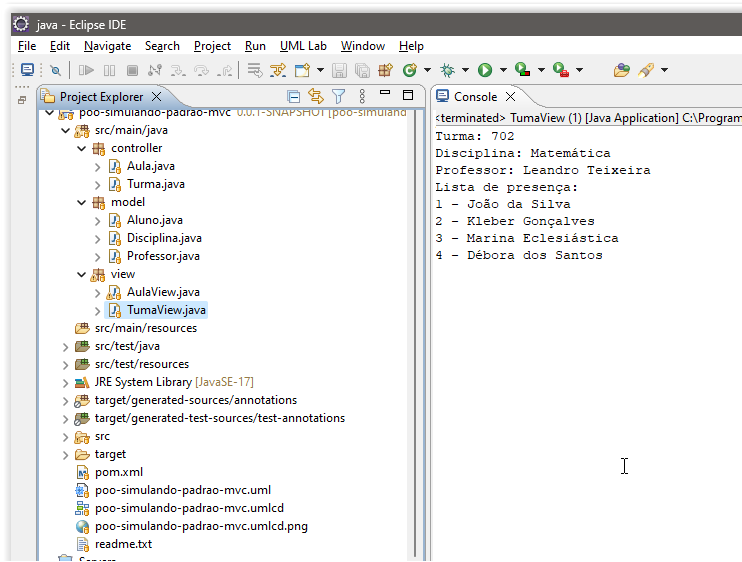 java - Eclipse IDE
File Edit Navigate Search Project Run UML Lab Window Help
Project Explorer
poo-simulando-padrao-mvc 0.0.1-SNAPSHOT [poo-simuland
src/main/java
controller
Aula.java
Turma.java
model
Aluno.java
Disciplina.java
Professor.java
view
AulaView.java
TumaView.java
src/main/resources
src/test/java
src/test/resources
JRE System Library [JavaSE-17]
target/generated-sources/annotations
target/generated-test-sources/test-annotations
src
target
pom.xml
poo-simulando-padrao-mvc.uml
poo-simulando-padrao-mvc.umlcd
poo-simulando-padrao-mvc.umlcd.png
readme.txt
Servers
Console
<terminated> TumaView (1) [Java Application] C:\Program
Turma: 702
Disciplina: Matemática
Professor: Leandro Teixeira
Lista de presença:
1 - João da Silva
2 - Kleber Gonçalves
3 - Marina Eclesiástica
4 - Débora dos Santos